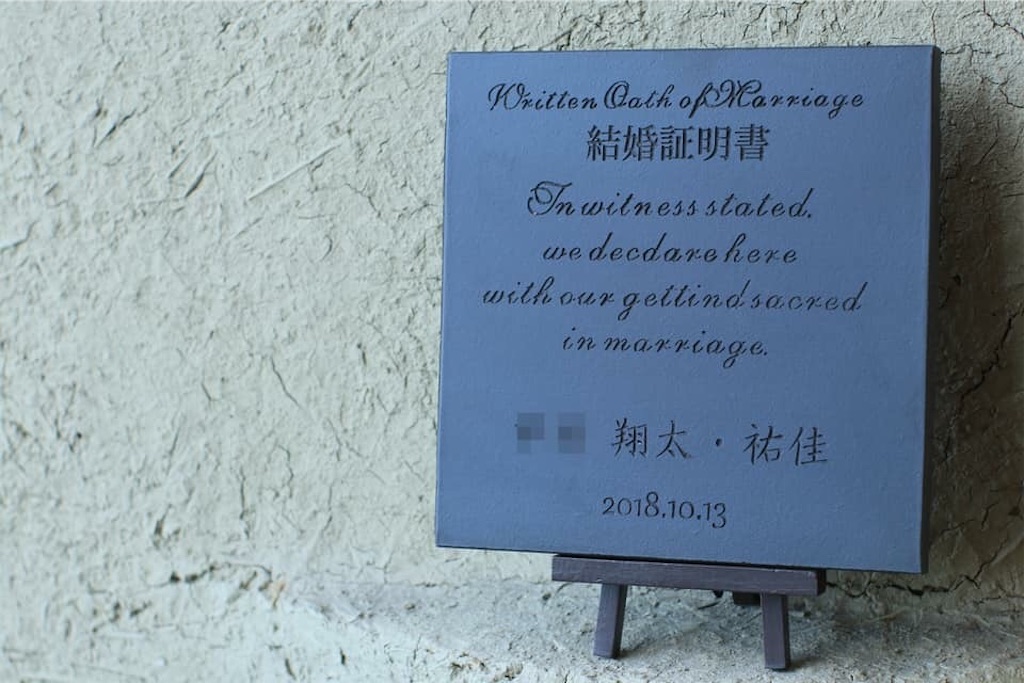 Written Oath of Marriage
結婚証明書
In witness stated,
we decdare here
with our gettind sacred
in marriage.
翔太・祐佳
2018.10.13